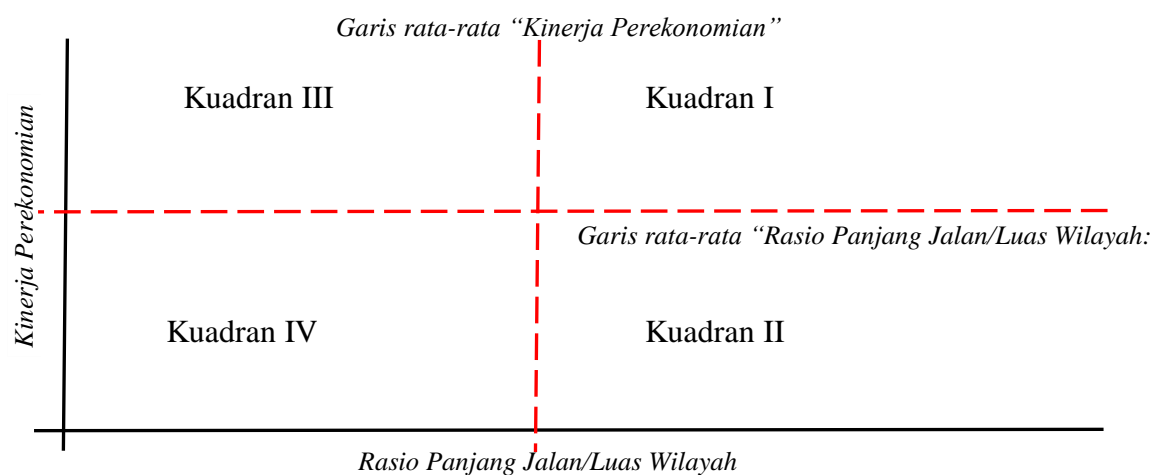 Garis rata-rata “Kinerja Perekonomian”
Kuadran III
Kuadran I
Kinerja Perekonomian
Garis rata-rata “Rasio Panjang Jalan/Luas Wilayah:
Kuadran IV
Kuadran II
Rasio Panjang Jalan/Luas Wilayah